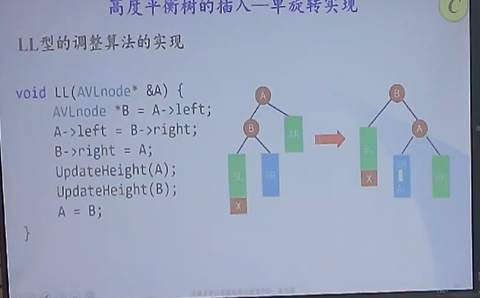 高度平衡树的插入—单旋转实现
C
LL型的调整算法的实现
void LL(AVLnode* &A) {
AVLnode *B = A->left;
A->left = B->right;
B->right = A;
UpdateHeight(A);
UpdateHeight(B);
A = B;
}
A
B
AR
BL
BR
X
B
A
BL
X
BR
AL
AR